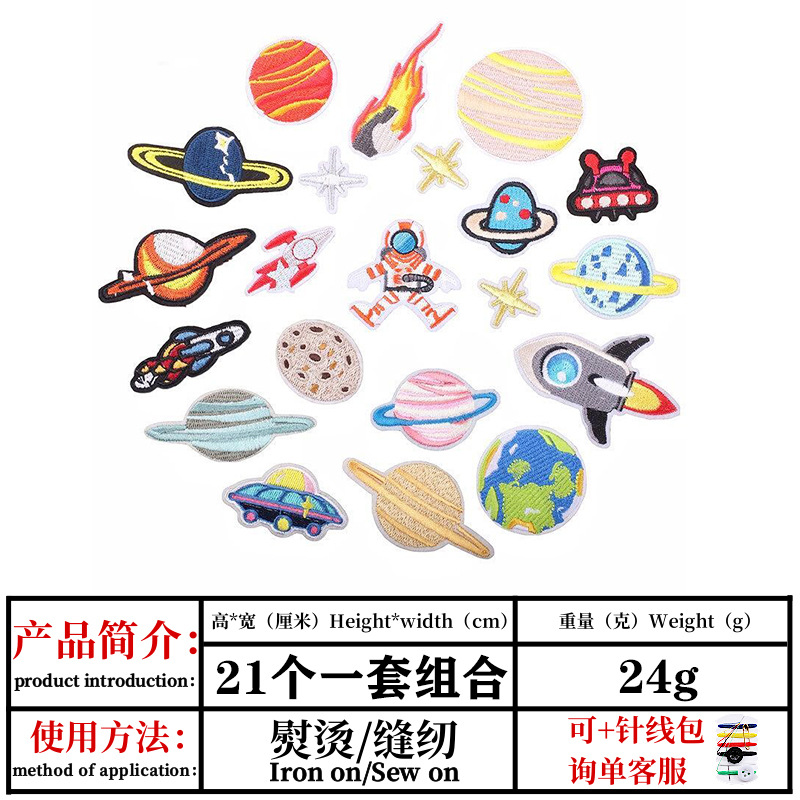 产品简介：
product introduction:
高*宽（厘米）Height*width（cm）
21个一套组合
重量（克）Weight（g）
24g
使用方法：
method of application:
熨烫/缝纫
Iron on/Sew on
可+针线包
询单客服